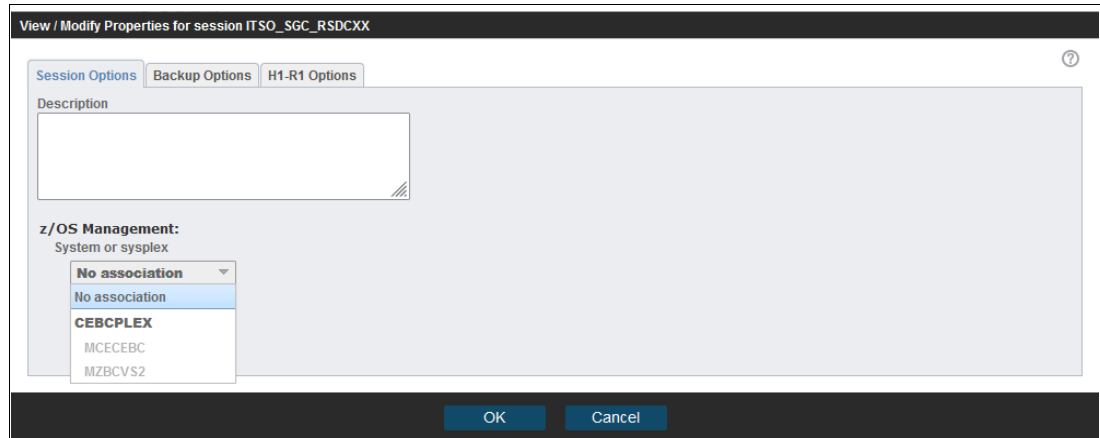 View / Modify Properties for session ITSO_SGC_RSDCXX
?
Session Options Backup Options H1-R1 Options
Description
z/OS Management:
System or sysplex
No association
No association
CEBCPLEX
MCECEBC
MZBCVS2
OK Cancel